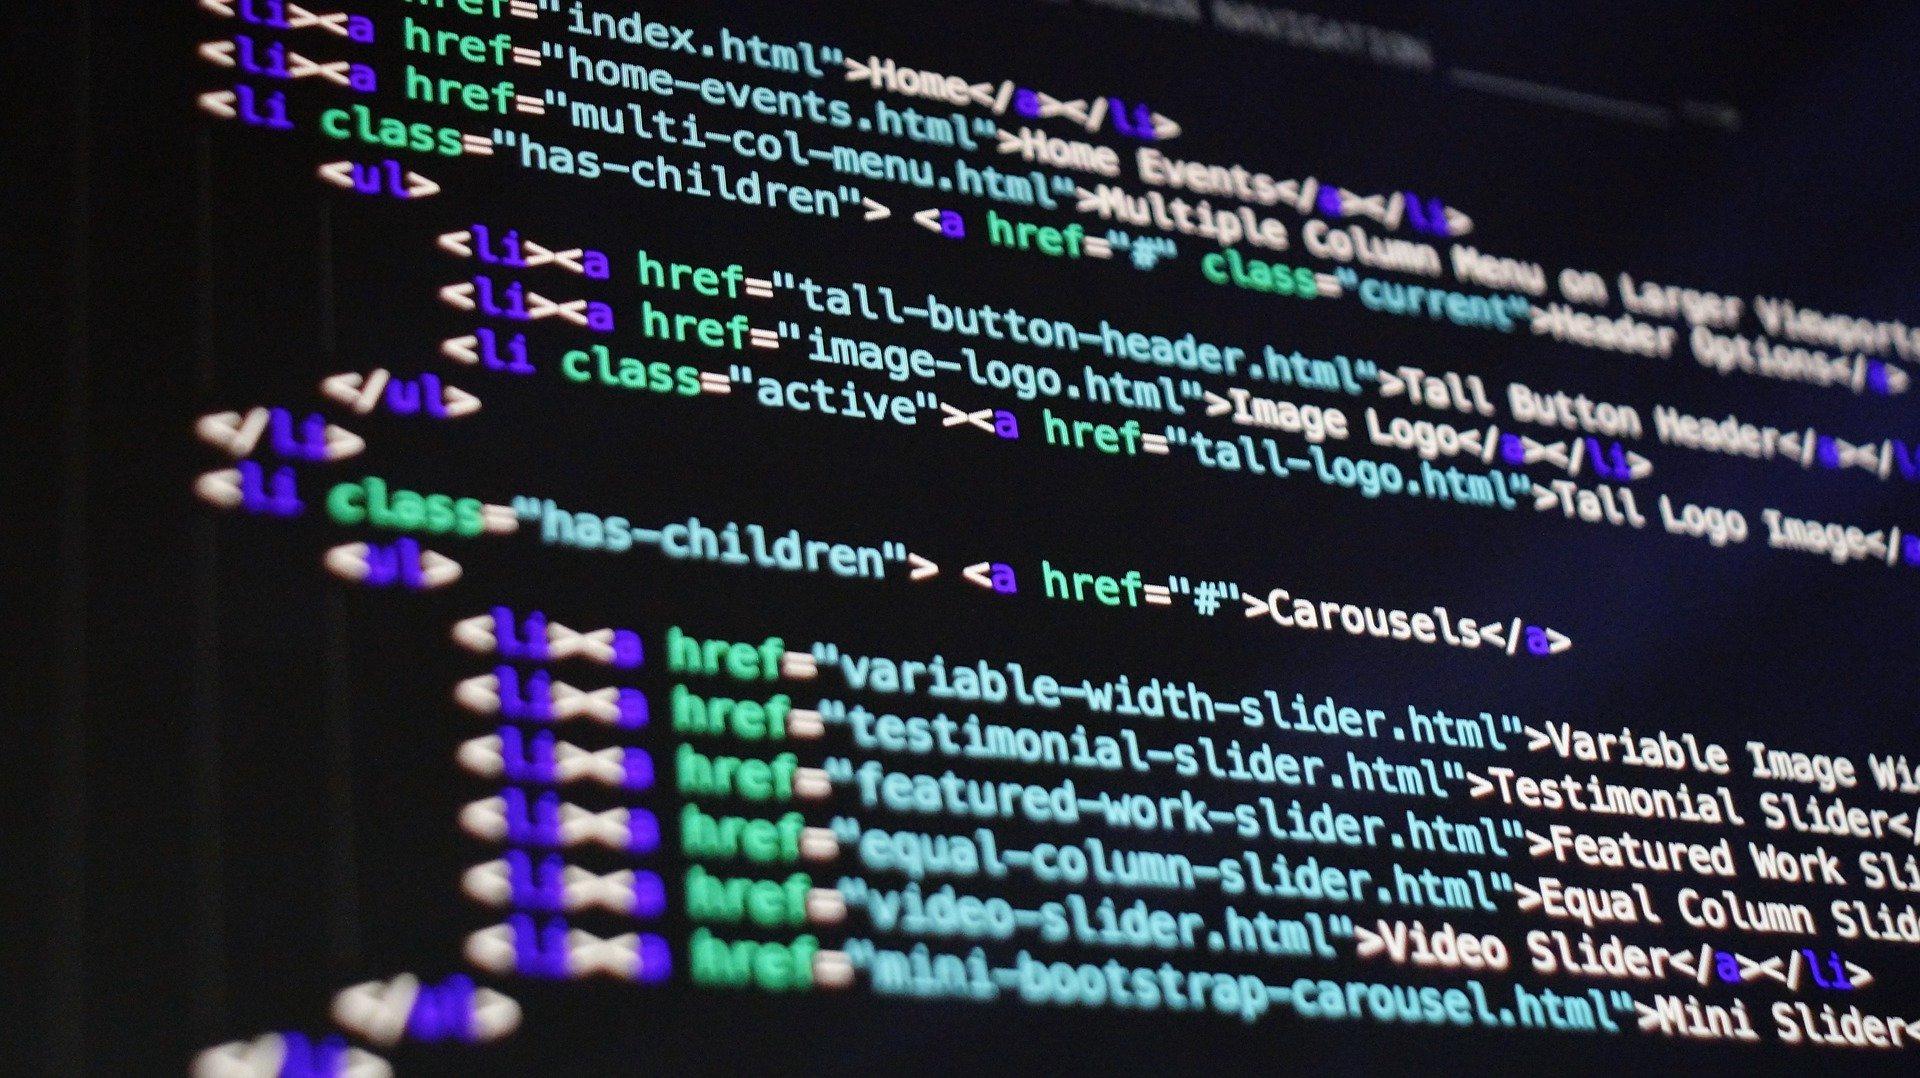 NAVIGATION
href="index.html">Home</a></li>
<li><a href="home-events.html">Home Events</a></li>
<li><a href="multi-col-menu.html">Multiple Column Menu on Larger Viewports
<li class="has-children"> <a href="#" class="current">Header Options</a>
<ul>
<li><a href="tall-button-header.html">Tall Button Header</a></l
<li><a href="image-logo.html">Image Logo</a></li>
<li class="active"><a href="tall-logo.html">Tall Logo Image</a
</ul>
</li>
<li class="has-children"> <a href="#">Carousels</a>
<ul>
<li><a href="variable-width-slider.html">Variable Image Wi
<li><a href="testimonial-slider.html">Testimonial Slider</
<li><a href="featured-work-slider.html">Featured Work Sli
<li><a href="equal-column-slider.html">Equal Column Slid
<li><a href="video-slider.html">Video Slider</a></li>
<li><a href="mini-bootstrap-carousel.html">Mini Slider<
</ul>